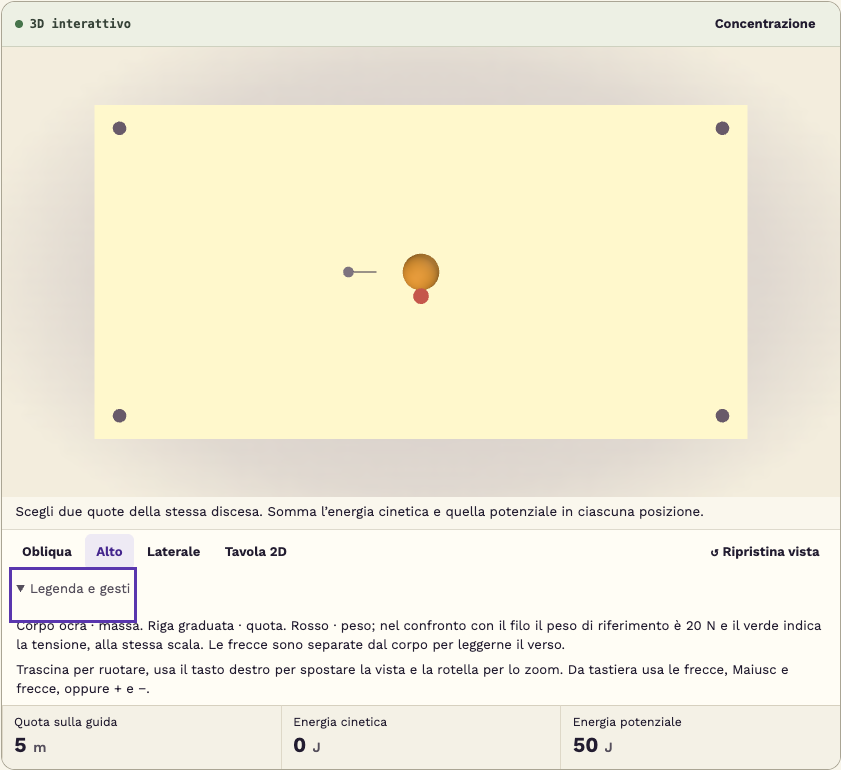 3D interattivo
Concentrazione
Scegli due quote della stessa discesa. Somma l’energia cinetica e quella potenziale in ciascuna posizione.
Obliqua
Alto
Laterale
Tavola 2D
↺ Ripristina vista
▼ Legenda e gesti
Corpo ocra · massa. Riga graduata · quota. Rosso · peso; nel confronto con il filo il peso di riferimento è 20 N e il verde indica
la tensione, alla stessa scala. Le frecce sono separate dal corpo per leggerne il verso.
Trascina per ruotare, usa il tasto destro per spostare la vista e la rotella per lo zoom. Da tastiera usa le frecce, Maiusc e
frecce, oppure + e −.
Quota sulla guida
5 m
Energia cinetica
0 J
Energia potenziale
50 J